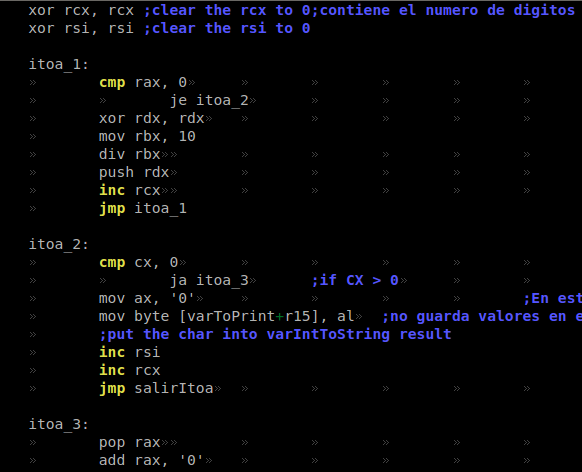 xor rcx, rcx ;clear the rcx to 0;contiene el numero de digitos
xor rsi, rsi ;clear the rsi to 0
itoa_1:
cmp rax, 0
je itoa_2
xor rdx, rdx
mov rbx, 10
div rbx
push rdx
inc rcx
jmp itoa_1
itoa_2:
cmp cx, 0
ja itoa_3 ;if CX > 0
mov ax, '0' ;En est
mov byte [varToPrint+r15], al ;no guarda valores en e
;put the char into varIntToString result
inc rsi
inc rcx
jmp salirItoa
itoa_3:
pop rax
add rax, '0'